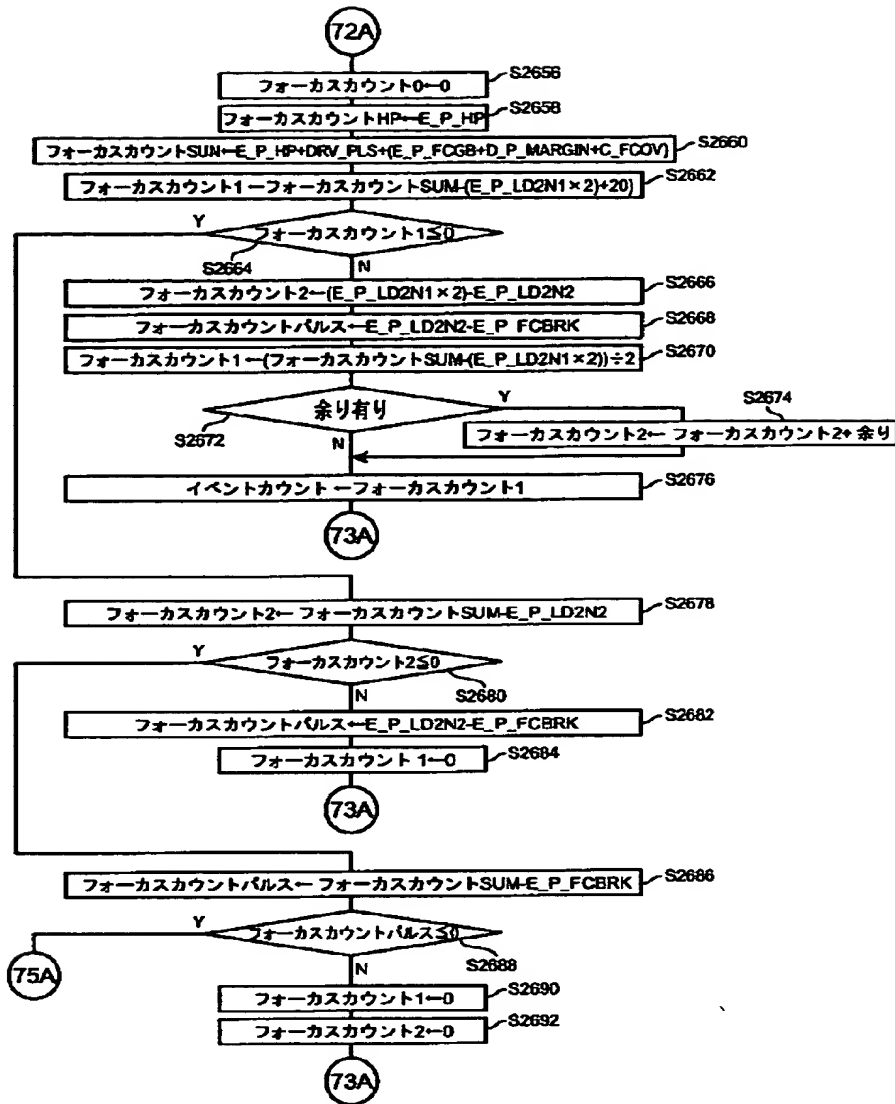 72A
フォーカスカウント0←0
S2656
フォーカスカウントHP←E_P_HP
S2658
フォーカスカウントSUN←E_P_HP+DRV_PLS+(E_P_FCGB+D_P_MARGIN+C_FCOV)
S2660
フォーカスカウント1←フォーカスカウントSUM-(E_P_LD2N1×2)+20)
S2662
フォーカスカウント1≦0
Y
S2664
N
フォーカスカウント2←(E_P_LD2N1×2)-E_P_LD2N2
S2666
フォーカスカウントパルス←E_P_LD2N2-E_P_FCBRK
S2668
フォーカスカウント1←(フォーカスカウントSUM-(E_P_LD2N1×2))÷2
S2670
余り有り
Y
S2672
N
S2674
フォーカスカウント2← フォーカスカウント2+ 余り
イベントカウント←フォーカスカウント1
S2676
73A
フォーカスカウント2← フォーカスカウントSUM-E_P_LD2N2
S2678
フォーカスカウント2≦0
Y
S2680
N
フォーカスカウントパルス←E_P_LD2N2-E_P_FCBRK
S2682
フォーカスカウント 1←0
S2684
73A
フォーカスカウントパルス← フォーカスカウントSUM-E_P_FCBRK
S2686
フォーカスカウントパルス≦0
Y
S2688
75A
N
フォーカスカウント1←0
S2690
フォーカスカウント2←0
S2692
73A